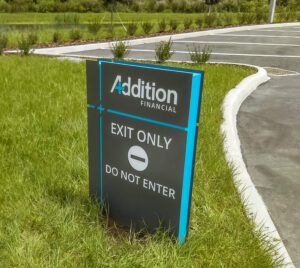 Addition
FINANCIAL
EXIT ONLY
DO NOT ENTER